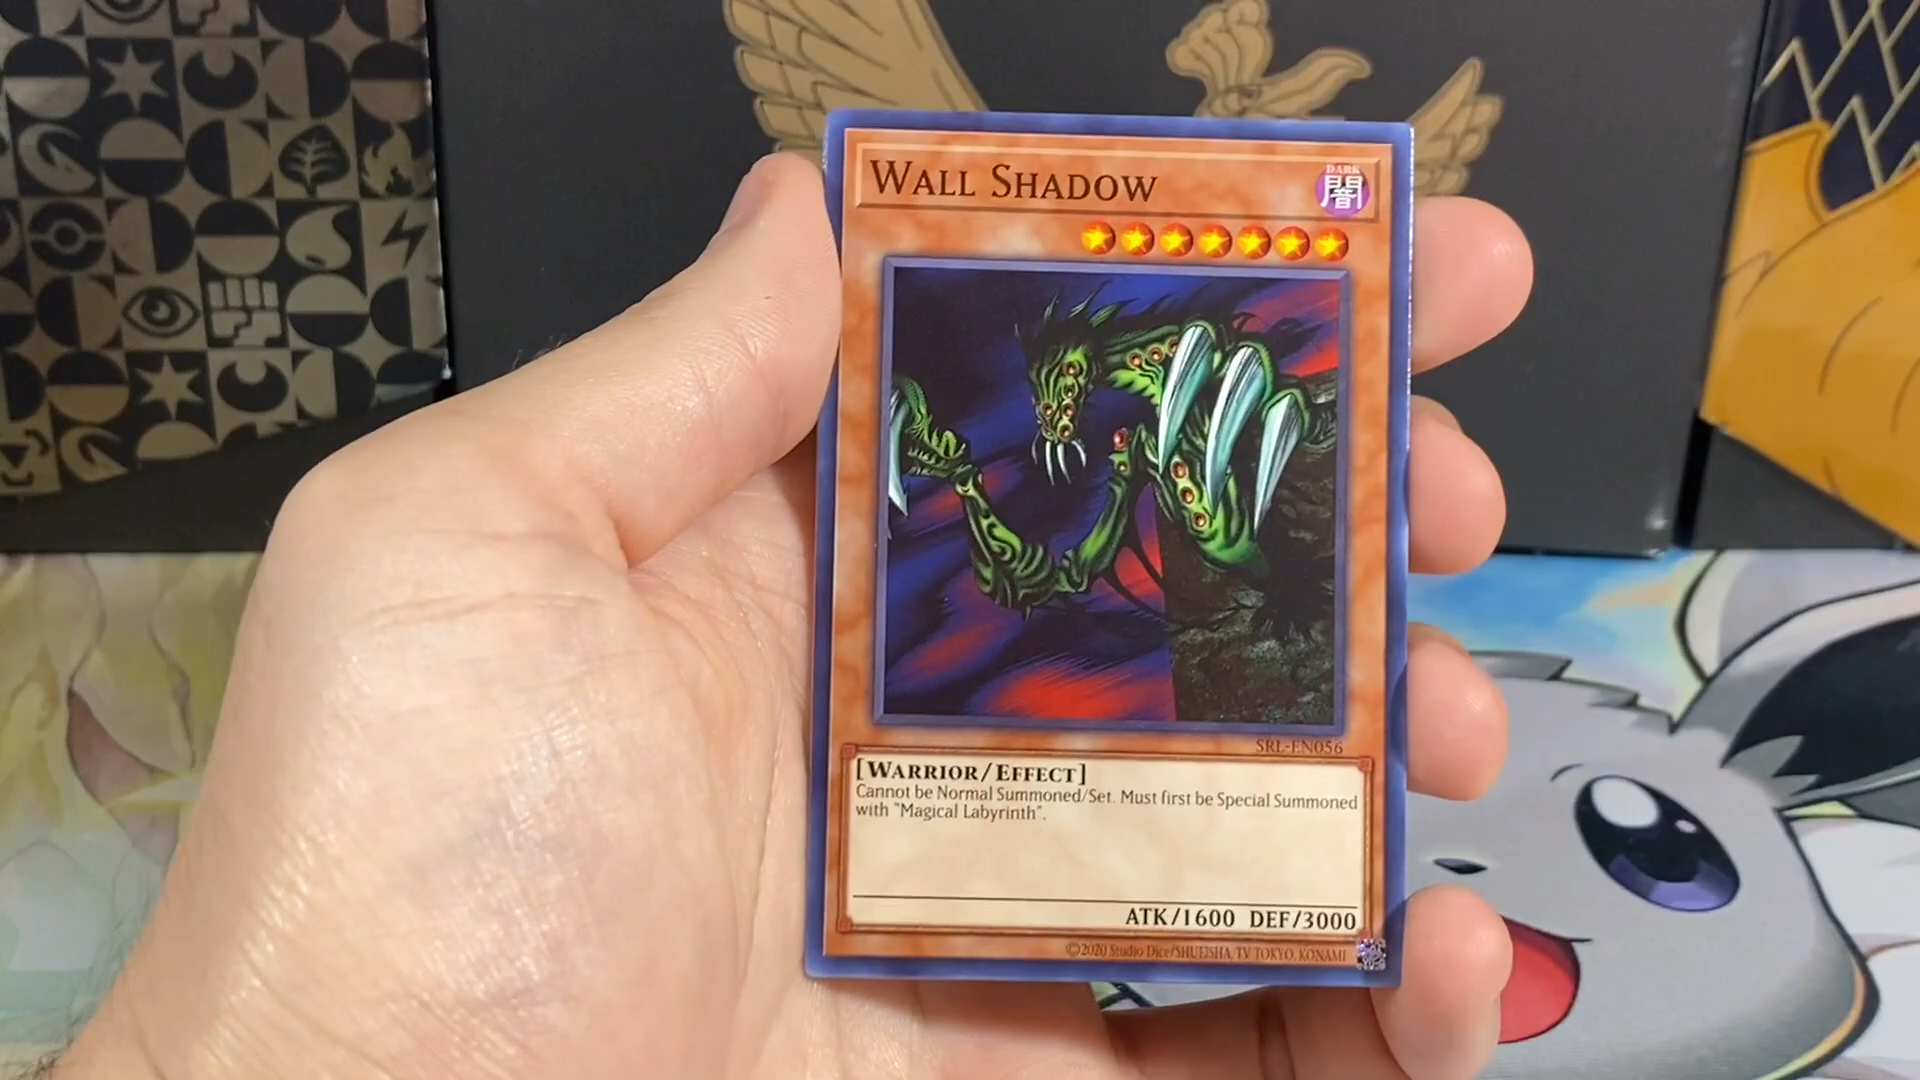 WALL SHADOW
DARK
闇
SRL-EN056
[WARRIOR/EFFECT]
Cannot be Normal Summoned/Set. Must first be Special Summoned
with "Magical Labyrinth".
ATK/1600 DEF/3000
©2020 Studio Dice/SHUEISHA, TV TOKYO, KONAMI